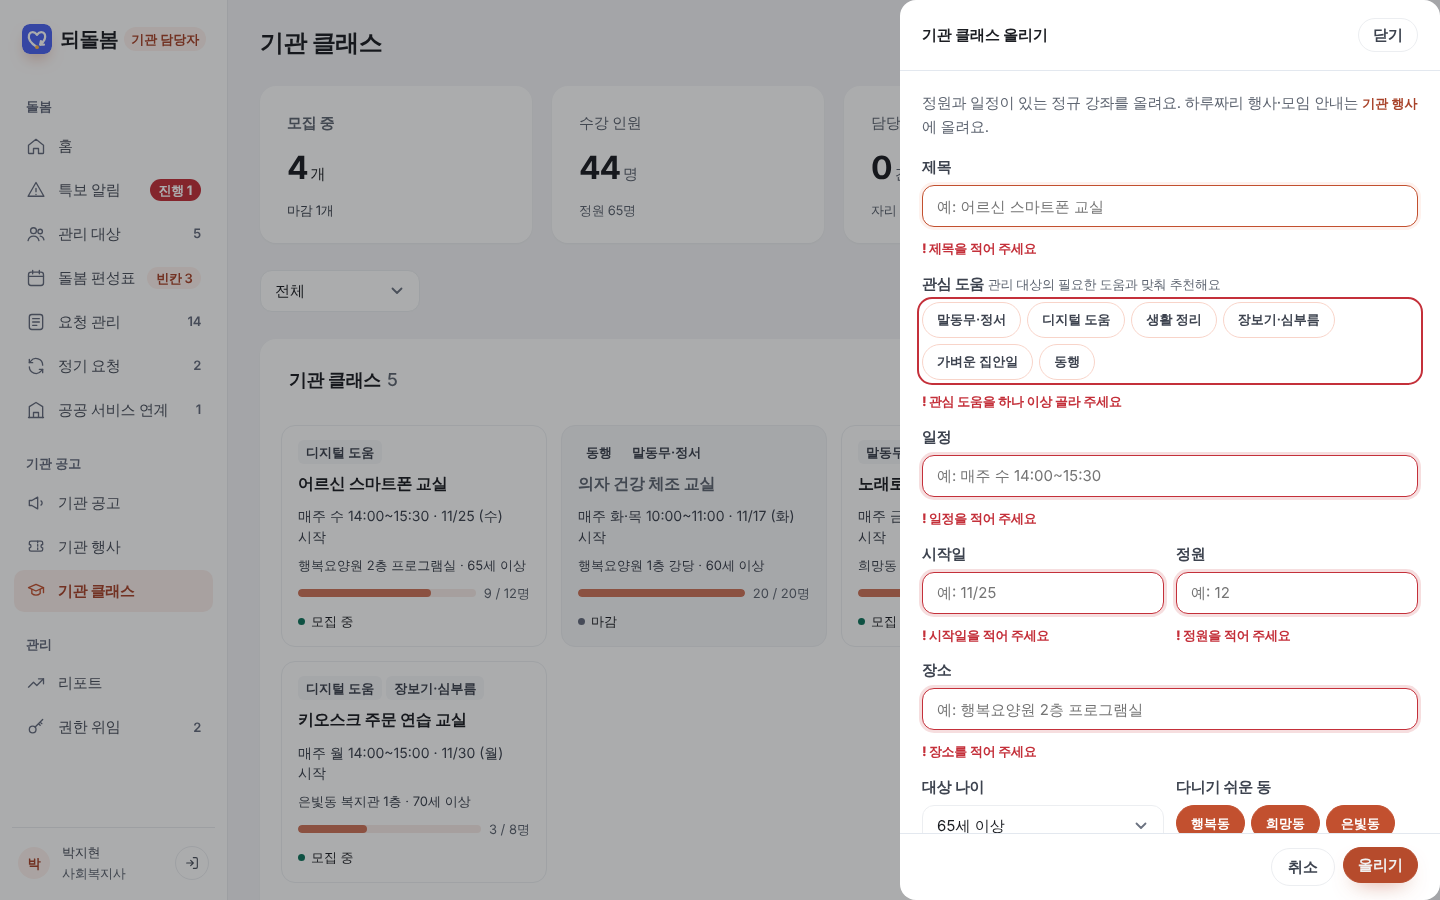 되돌봄 기관 담당자
돌봄
홈
특보 알림 진행 1
관리 대상 5
돌봄 편성표 빈칸 3
요청 관리 14
정기 요청 2
공공 서비스 연계 1
기관 공고
기관 공고
기관 행사
기관 클래스
관리
리포트
권한 위임 2
박 박지현
사회복지사
기관 클래스
모집 중
4개
마감 1개
수강 인원
44명
정원 65명
담당
0
자리
전체
기관 클래스 5
디지털 도움
어르신 스마트폰 교실
매주 수 14:00~15:30 · 11/25 (수)
시작
행복요양원 2층 프로그램실 · 65세 이상
9 / 12명
모집 중
동행 말동무·정서
의자 건강 체조 교실
매주 화·목 10:00~11:00 · 11/17 (화)
시작
행복요양원 1층 강당 · 60세 이상
20 / 20명
마감
말동무
노래로
매주 금
시작
희망동
모집
디지털 도움 장보기·심부름
키오스크 주문 연습 교실
매주 월 14:00~15:00 · 11/30 (월)
시작
은빛동 복지관 1층 · 70세 이상
3 / 8명
모집 중
기관 클래스 올리기 닫기
정원과 일정이 있는 정규 강좌를 올려요. 하루짜리 행사·모임 안내는 기관 행사
에 올려요.
제목
예: 어르신 스마트폰 교실
! 제목을 적어 주세요
관심 도움 관리 대상의 필요한 도움과 맞춰 추천해요
말동무·정서 디지털 도움 생활 정리 장보기·심부름
가벼운 집안일 동행
! 관심 도움을 하나 이상 골라 주세요
일정
예: 매주 수 14:00~15:30
! 일정을 적어 주세요
시작일 정원
예: 11/25 예: 12
! 시작일을 적어 주세요 ! 정원을 적어 주세요
장소
예: 행복요양원 2층 프로그램실
! 장소를 적어 주세요
대상 나이 다니기 쉬운 동
65세 이상 행복동 희망동 은빛동
취소 올리기